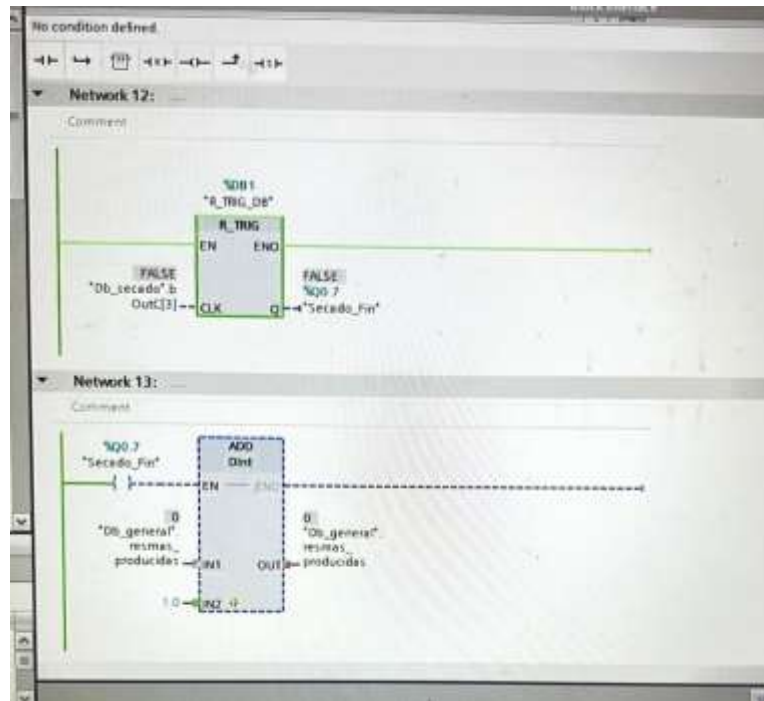 No condition defined.
Network 12:
Comment
%DB1
"R_TRIG_DB"
R_TRIG
EN ENO
FALSE
"Db_secado".b
OutC[3]
CLK
FALSE
%Q0.7
Q "Secado_Fin"
Network 13:
Comment
%Q0.7
"Secado_Fin"
ADD
DInt
EN ENO
0
"Db_general".
resmas_
producidas
IN1
0
"Db_general".
resmas_
producidas
OUT
1.0 IN2